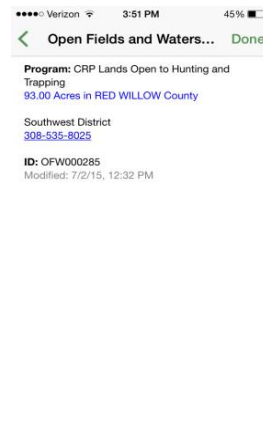 Verizon 3:51 PM 45%
Open Fields and Waters... Done
Program: CRP Lands Open to Hunting and
Trapping
93.00 Acres in RED WILLOW County
Southwest District
308-535-8025
ID: OFW000285
Modified: 7/2/15, 12:32 PM